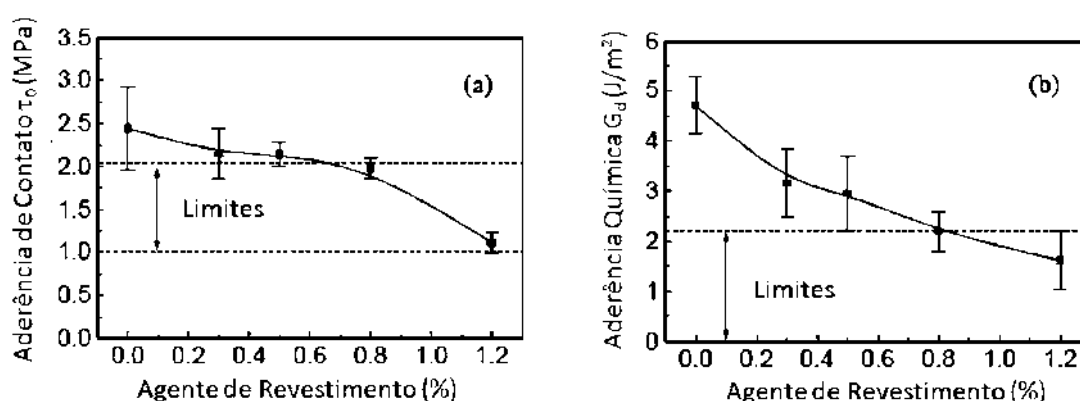 3.5
3.0
2.5
2.0
1.5
1.0
0.5
0.0
Aderência de Contato τ₀ (MPa)
(a)
Limites
0.0 0.2 0.4 0.6 0.8 1.0 1.2
Agente de Revestimento (%)
6
5
4
3
2
1
0
Aderência Química G_d (J/m²)
(b)
Limites
0.0 0.2 0.4 0.6 0.8 1.0 1.2
Agente de Revestimento (%)